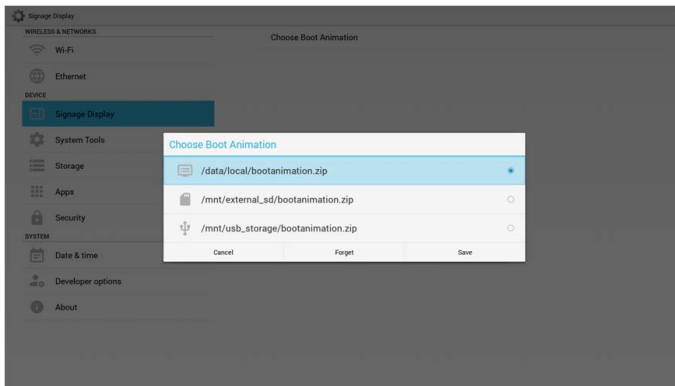 Signage Display
WIRELESS & NETWORKS
Choose Boot Animation
Wi-Fi
Ethernet
DEVICE
Signage Display
System Tools
Storage
Apps
Security
SYSTEM
Date & time
Developer options
About
Choose Boot Animation
/data/local/bootanimation.zip
/mnt/external_sd/bootanimation.zip
/mnt/usb_storage/bootanimation.zip
Cancel Forget Save